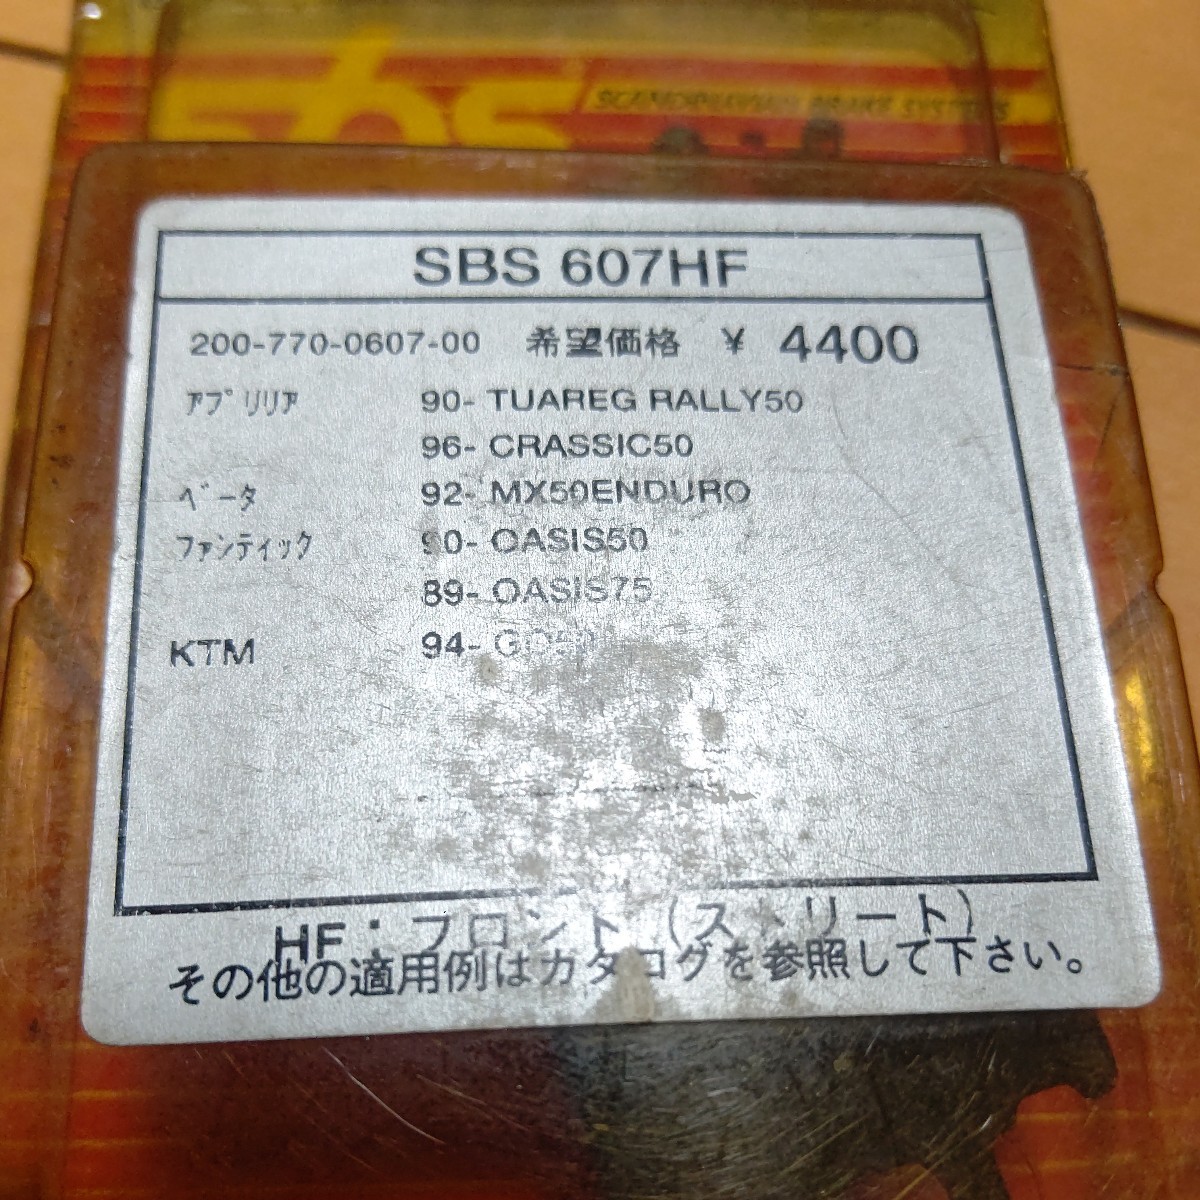 sbs
SCANDINAVIAN BRAKE SYSTEMS
SBS 607HF
200-770-0607-00 希望価格 ¥ 4400
アプリリア 90- TUAREG RALLY50
96- CRASSIC50
ベータ 92- MX50ENDURO
ファンティック 90- OASIS50
89- OASIS75
KTM 94- GO50
HF：フロント（ストリート）
その他の適用例はカタログを参照して下さい。